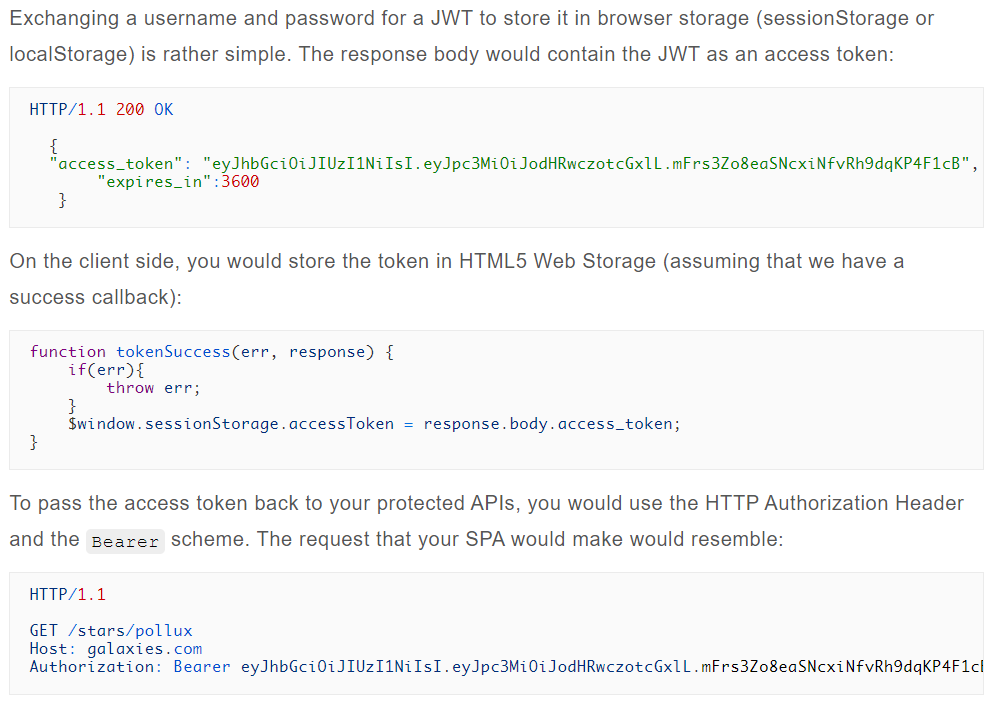 Exchanging a username and password for a JWT to store it in browser storage (sessionStorage or
localStorage) is rather simple. The response body would contain the JWT as an access token:
HTTP/1.1 200 OK
{
"access_token": "eyJhbGciOiJIUzI1NiIsI.eyJpc3MiOiJodHRwczotcGxlL.mFrs3Zo8eaSNcxiNfvRh9dqKP4F1cB",
"expires_in":3600
}
On the client side, you would store the token in HTML5 Web Storage (assuming that we have a
success callback):
function tokenSuccess(err, response) {
if(err){
throw err;
}
$window.sessionStorage.accessToken = response.body.access_token;
}
To pass the access token back to your protected APIs, you would use the HTTP Authorization Header
and the Bearer scheme. The request that your SPA would make would resemble:
HTTP/1.1
GET /stars/pollux
Host: galaxies.com
Authorization: Bearer eyJhbGciOiJIUzI1NiIsI.eyJpc3MiOiJodHRwczotcGxlL.mFrs3Zo8eaSNcxiNfvRh9dqKP4F1cB